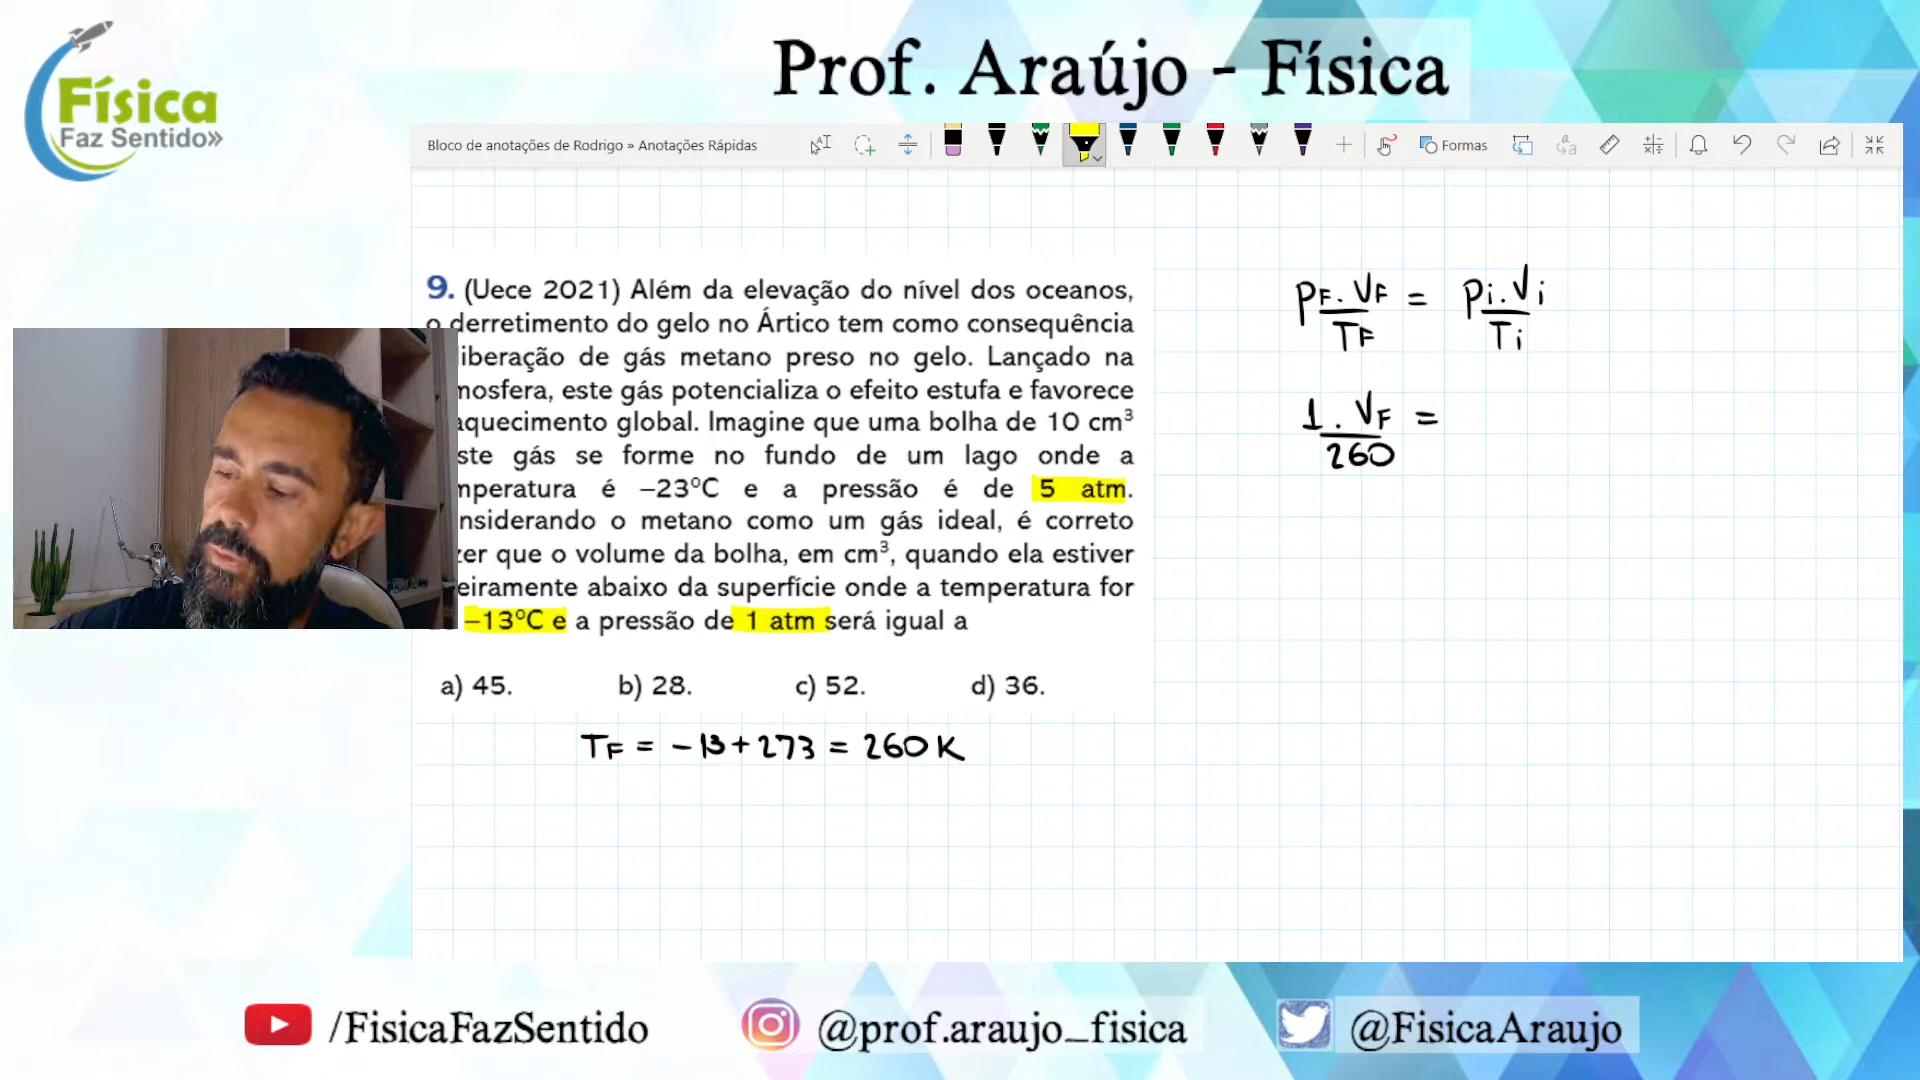 Física
Faz Sentido»
Prof. Araújo - Física
Bloco de anotações de Rodrigo » Anotações Rápidas
Formas
9. (Uece 2021) Além da elevação do nível dos oceanos,
o derretimento do gelo no Ártico tem como consequência
liberação de gás metano preso no gelo. Lançado na
mosfera, este gás potencializa o efeito estufa e favorece
aquecimento global. Imagine que uma bolha de 10 cm³
ste gás se forme no fundo de um lago onde a
mperatura é –23°C e a pressão é de 5 atm.
nsiderando o metano como um gás ideal, é correto
zer que o volume da bolha, em cm³, quando ela estiver
eiramente abaixo da superfície onde a temperatura for
–13°C e a pressão de 1 atm será igual a
a) 45. b) 28. c) 52. d) 36.
TF = -13 + 273 = 260 K
PF . VF = Pi . Vi
TF Ti
1 . VF =
260
/FisicaFazSentido
@prof.araujo_fisica
@FisicaAraujo